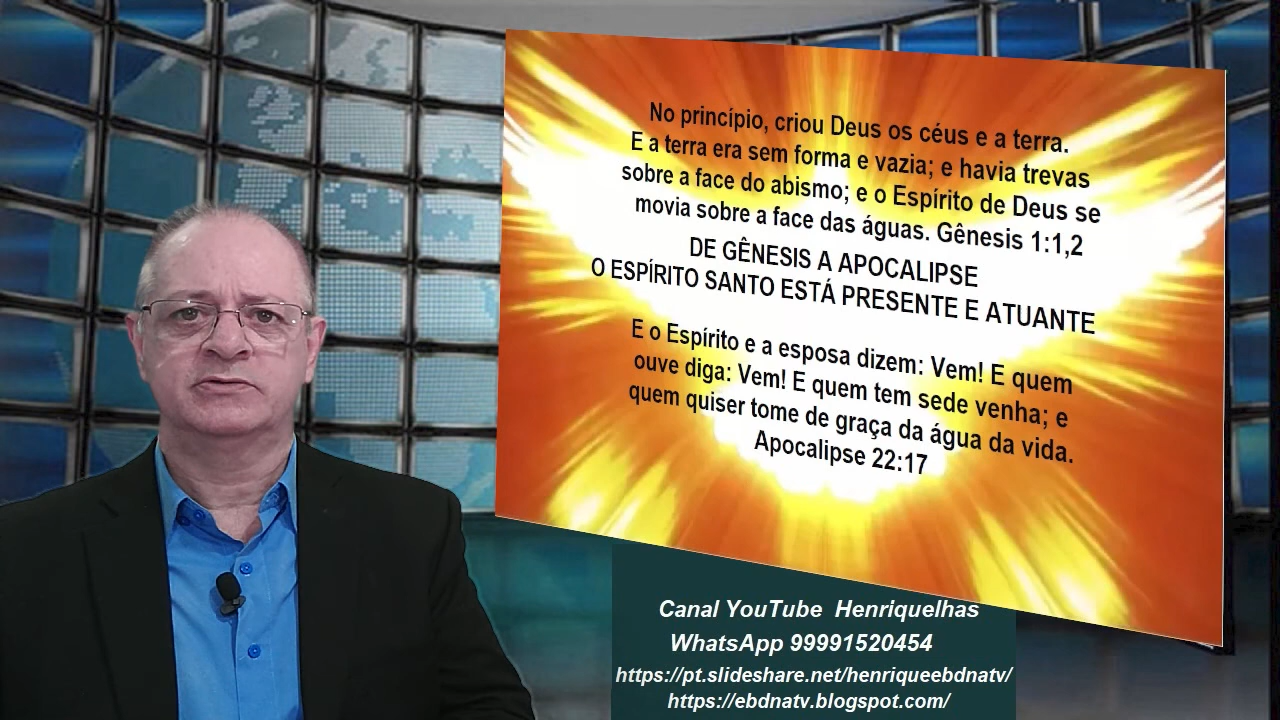 No princípio, criou Deus os céus e a terra.
E a terra era sem forma e vazia; e havia trevas
sobre a face do abismo; e o Espírito de Deus se
movia sobre a face das águas. Gênesis 1:1,2
DE GÊNESIS A APOCALIPSE
O ESPÍRITO SANTO ESTÁ PRESENTE E ATUANTE
E o Espírito e a esposa dizem: Vem! E quem
ouve diga: Vem! E quem tem sede venha; e
quem quiser tome de graça da água da vida.
Apocalipse 22:17
Canal YouTube Henriquelhas
WhatsApp 99991520454
https://pt.slideshare.net/henriqueebdnatv/
https://ebdnatv.blogspot.com/